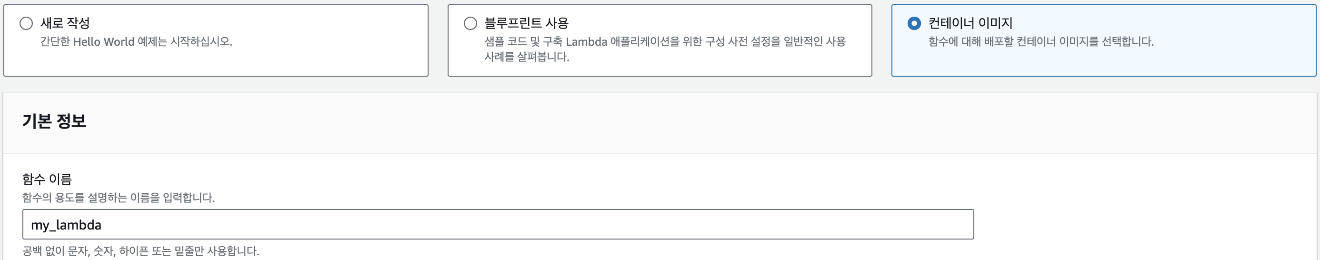 새로 작성
간단한 Hello World 예제는 시작하십시오.
블루프린트 사용
샘플 코드 및 구축 Lambda 애플리케이션을 위한 구성 사전 설정을 일반적인 사용
사례를 살펴봅니다.
컨테이너 이미지
함수에 대해 배포할 컨테이너 이미지를 선택합니다.
기본 정보
함수 이름
함수의 용도를 설명하는 이름을 입력합니다.
my_lambda
공백 없이 문자, 숫자, 하이픈 또는 밑줄만 사용합니다.